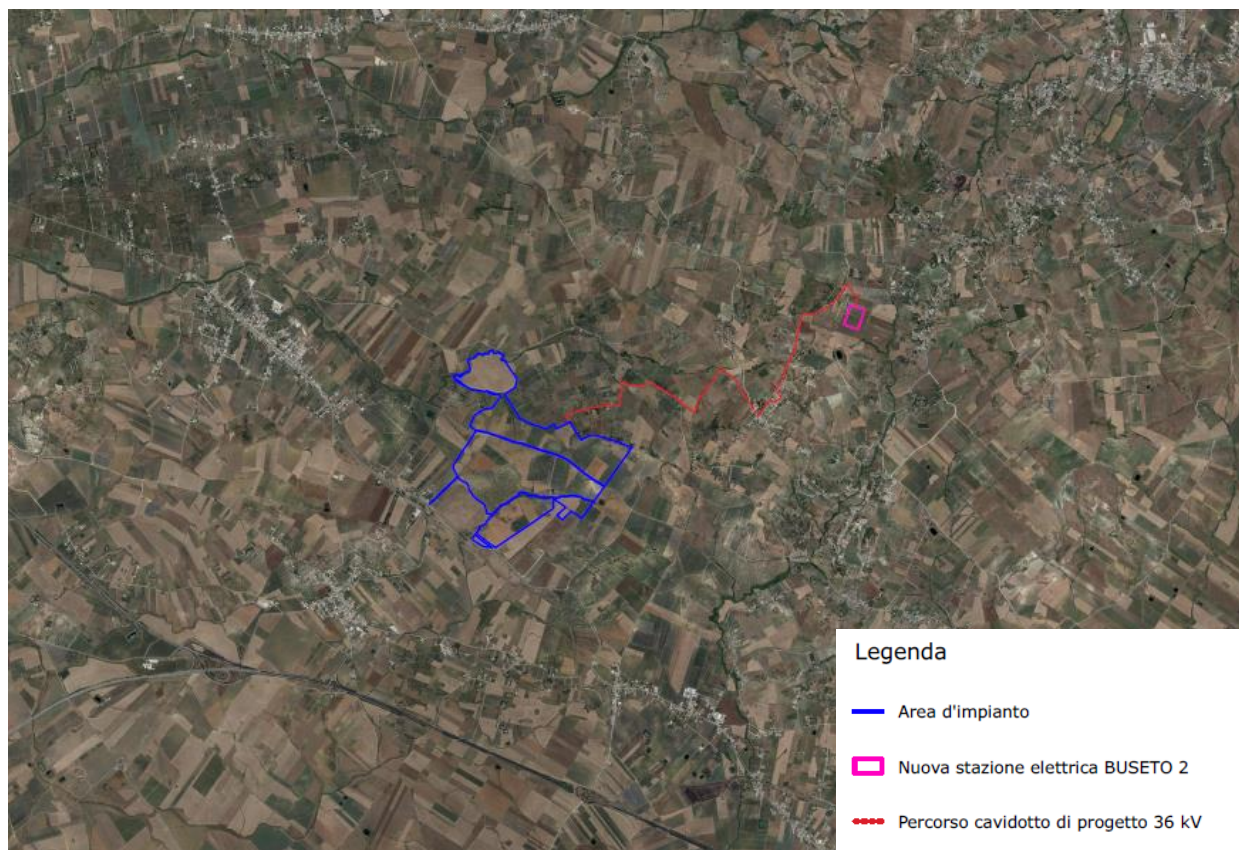 Legenda
Area d'impianto
Nuova stazione elettrica BUSETO 2
Percorso cavidotto di progetto 36 kV